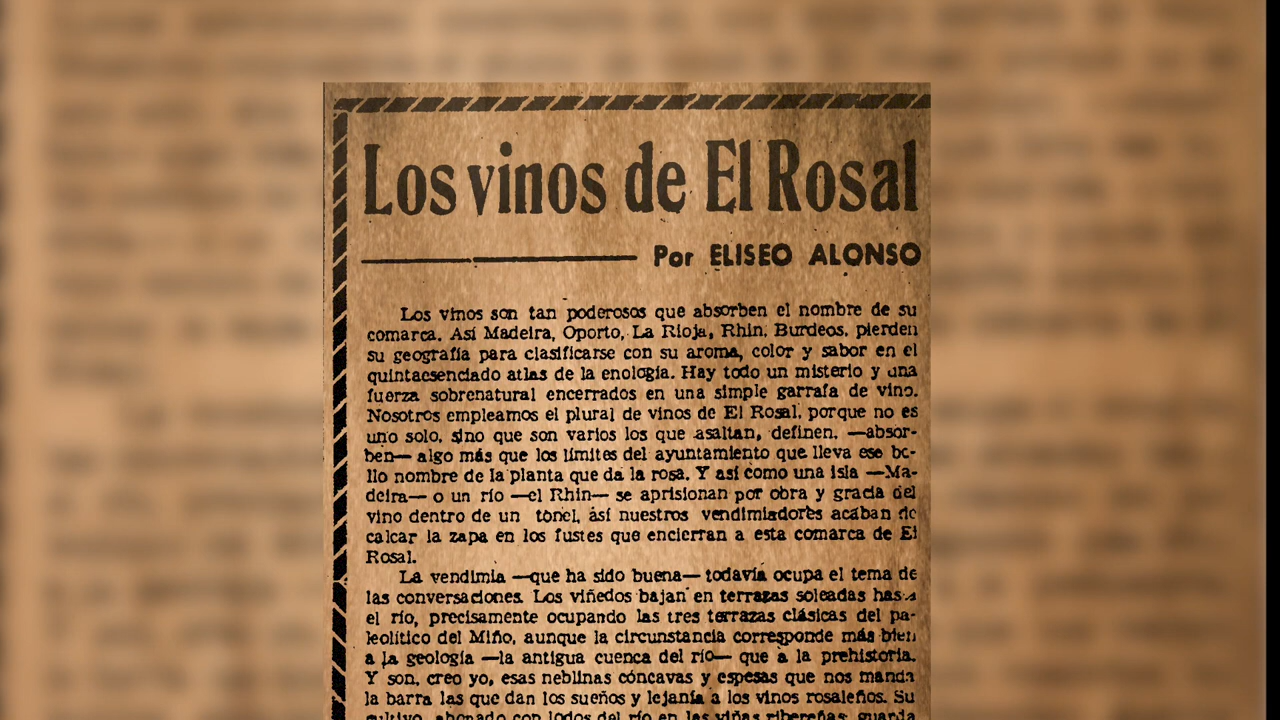 Los vinos de El Rosal
Por ELISEO ALONSO
Los vinos son tan poderosos que absorben el nombre de su
comarca. Así Madeira, Oporto, La Rioja, Rhin, Burdeos, pierden
su geografía para clasificarse con su aroma, color y sabor en el
quintaesenciado atlas de la enología. Hay todo un misterio y una
fuerza sobrenatural encerrados en una simple garrafa de vino.
Nosotros empleamos el plural de vinos de El Rosal, porque no es
uno solo, sino que son varios los que asaltan, definen, —absor-
ben— algo más que los límites del ayuntamiento que lleva ese be-
llo nombre de la planta que da la rosa. Y así como una isla —Ma-
deira— o un río —el Rhin— se aprisionan por obra y gracia del
vino dentro de un tonel, así nuestros vendimiadores acaban de
calcar la zapa en los fustes que encierran a esta comarca de El
Rosal.
La vendimia —que ha sido buena— todavía ocupa el tema de
las conversaciones. Los viñedos bajan en terrazas soleadas hasta
el río, precisamente ocupando las tres terrazas clásicas del pa-
leolítico del Miño, aunque la circunstancia corresponde más bien
a la geología —la antigua cuenca del río— que a la prehistoria.
Y son, creo yo, esas neblinas cóncavas y espesas que nos manda
la barra las que dan los sueños y lejanía a los vinos rosaleños. Su
cultivo, abonado con lodos del río en las viñas ribereñas, guarda